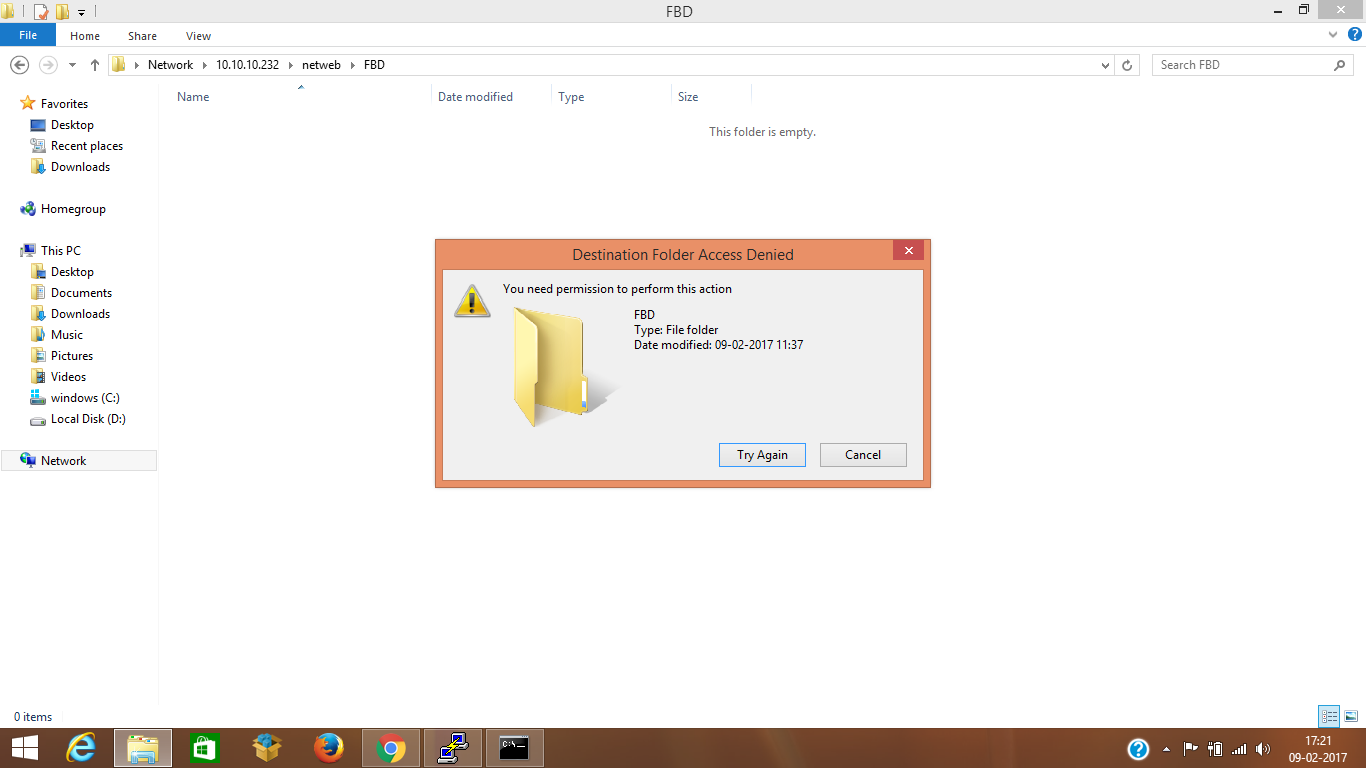 FBD
File Home Share View
Network 10.10.10.232 netweb FBD
Search FBD
Name Date modified Type Size
This folder is empty.
Favorites
Desktop
Recent places
Downloads
Homegroup
This PC
Desktop
Documents
Downloads
Music
Pictures
Videos
windows (C:)
Local Disk (D:)
Network
Destination Folder Access Denied
You need permission to perform this action
FBD
Type: File folder
Date modified: 09-02-2017 11:37
Try Again Cancel
0 items
C:\_
17:21
09-02-2017